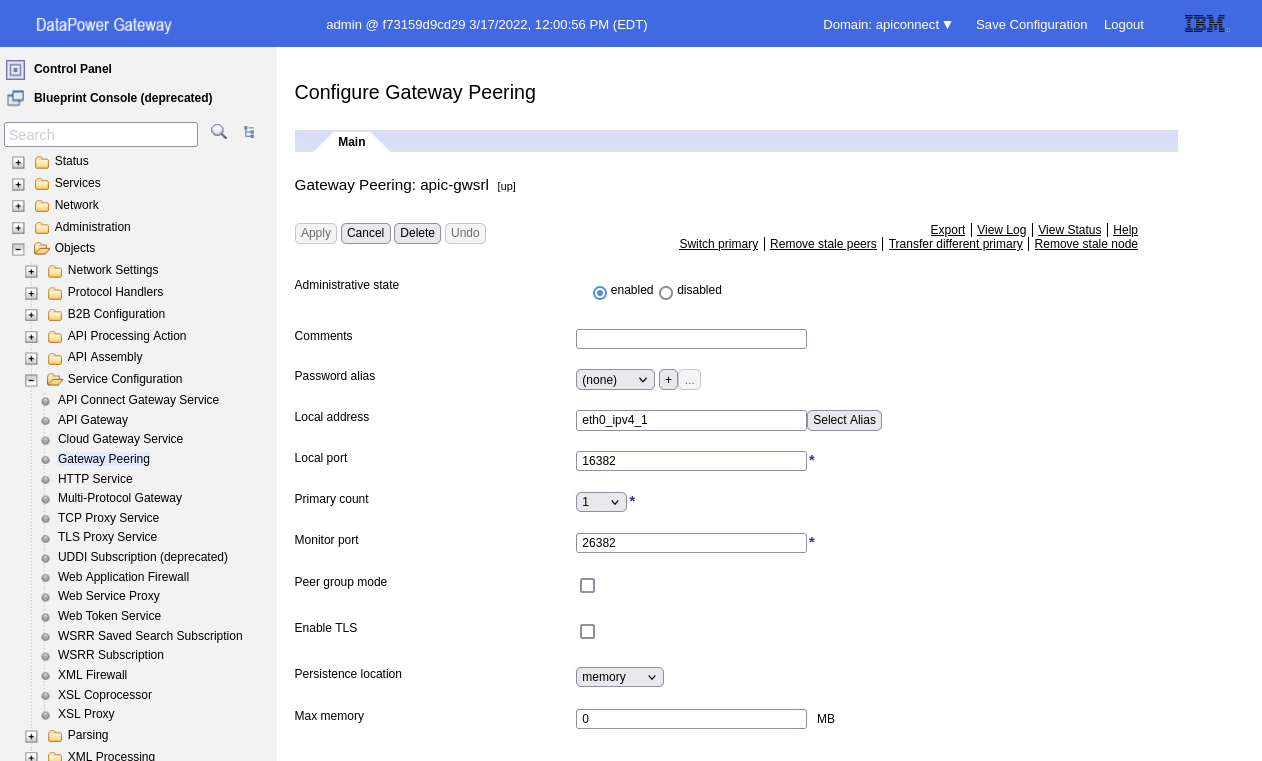 DataPower Gateway
admin @ f73159d9cd29 3/17/2022, 12:00:56 PM (EDT)
Domain: apiconnect ▼
Save Configuration
Logout
IBM
Control Panel
Blueprint Console (deprecated)
Search
Status
Services
Network
Administration
Objects
Network Settings
Protocol Handlers
B2B Configuration
API Processing Action
API Assembly
Service Configuration
API Connect Gateway Service
API Gateway
Cloud Gateway Service
Gateway Peering
HTTP Service
Multi-Protocol Gateway
TCP Proxy Service
TLS Proxy Service
UDDI Subscription (deprecated)
Web Application Firewall
Web Service Proxy
Web Token Service
WSRR Saved Search Subscription
WSRR Subscription
XML Firewall
XSL Coprocessor
XSL Proxy
Parsing
XML Processing
Configure Gateway Peering
Main
Gateway Peering: apic-gwsrl [up]
Apply Cancel Delete Undo
Export | View Log | View Status | Help
Switch primary | Remove stale peers | Transfer different primary | Remove stale node
Administrative state enabled disabled
Comments
Password alias (none) + ...
Local address eth0_ipv4_1 Select Alias
Local port 16382 *
Primary count 1 *
Monitor port 26382 *
Peer group mode
Enable TLS
Persistence location memory
Max memory 0 MB